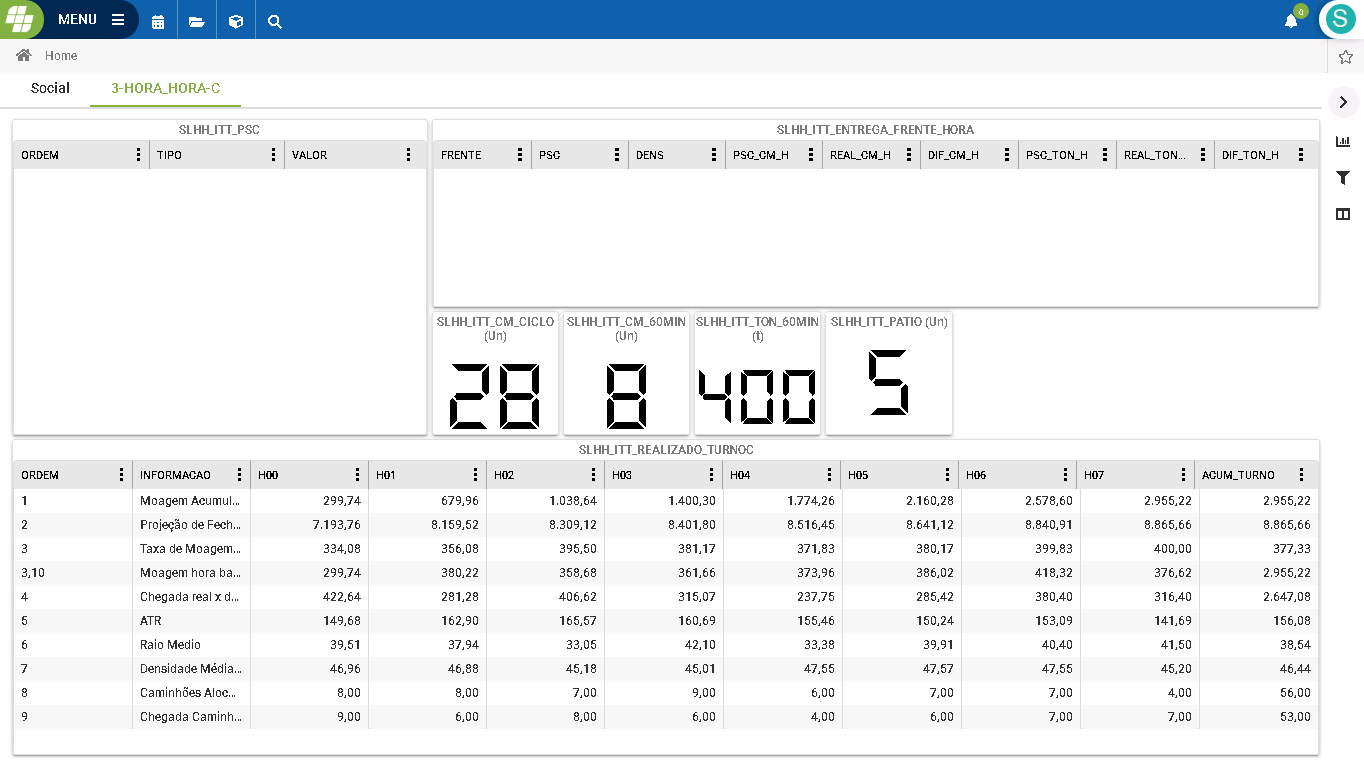 MENU
0
S
Home
Social 3-HORA_HORA-C
SLHH_ITT_PSC
ORDEM TIPO VALOR
SLHH_ITT_ENTREGA_FRENTE_HORA
FRENTE PSC DENS PSC_CM_H REAL_CM_H DIF_CM_H PSC_TON_H REAL_TON... DIF_TON_H
SLHH_ITT_CM_CICLO
(Un)
28
SLHH_ITT_CM_60MIN
(Un)
8
SLHH_ITT_TON_60MIN
(t)
400
SLHH_ITT_PATIO (Un)
5
SLHH_ITT_REALIZADO_TURNOC
ORDEM INFORMACAO H00 H01 H02 H03 H04 H05 H06 H07 ACUM_TURNO
1 Moagem Acumul... 299,74 679,96 1.038,64 1.400,30 1.774,26 2.160,28 2.578,60 2.955,22 2.955,22
2 Projeção de Fech... 7.193,76 8.159,52 8.309,12 8.401,80 8.516,45 8.641,12 8.840,91 8.865,66 8.865,66
3 Taxa de Moagem... 334,08 356,08 395,50 381,17 371,83 380,17 399,83 400,00 377,33
3,10 Moagem hora ba... 299,74 380,22 358,68 361,66 373,96 386,02 418,32 376,62 2.955,22
4 Chegada real x d... 422,64 281,28 406,62 315,07 237,75 285,42 380,40 316,40 2.647,08
5 ATR 149,68 162,90 165,57 160,69 155,46 150,24 153,09 141,69 156,08
6 Raio Medio 39,51 37,94 33,05 42,10 33,38 39,91 40,40 41,50 38,54
7 Densidade Média... 46,96 46,88 45,18 45,01 47,55 47,57 47,55 45,20 46,44
8 Caminhões Aloc... 8,00 8,00 7,00 9,00 6,00 7,00 7,00 4,00 56,00
9 Chegada Caminh... 9,00 6,00 8,00 6,00 4,00 6,00 7,00 7,00 53,00